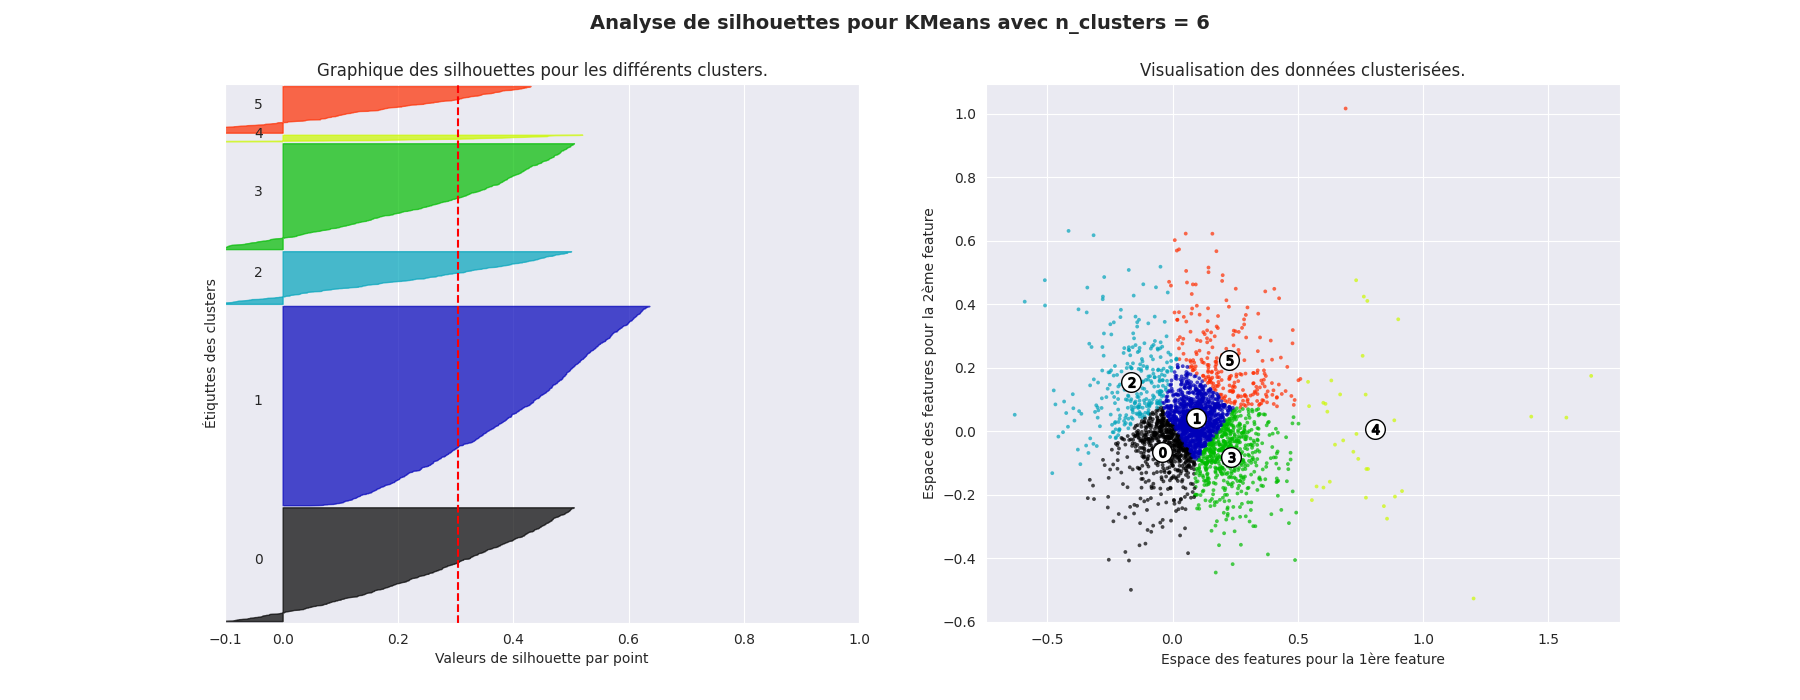 Analyse de silhouettes pour KMeans avec n_clusters = 6
Graphique des silhouettes pour les différents clusters.
Étiquttes des clusters
5
4
3
2
1
0
−0.1 0.0 0.2 0.4 0.6 0.8 1.0
Valeurs de silhouette par point
Visualisation des données clusterisées.
Espace des features pour la 2ème feature
1.0
0.8
0.6
0.4
0.2
0.0
−0.2
−0.4
−0.6
5
2
1
4
0
3
−0.5 0.0 0.5 1.0 1.5
Espace des features pour la 1ère feature